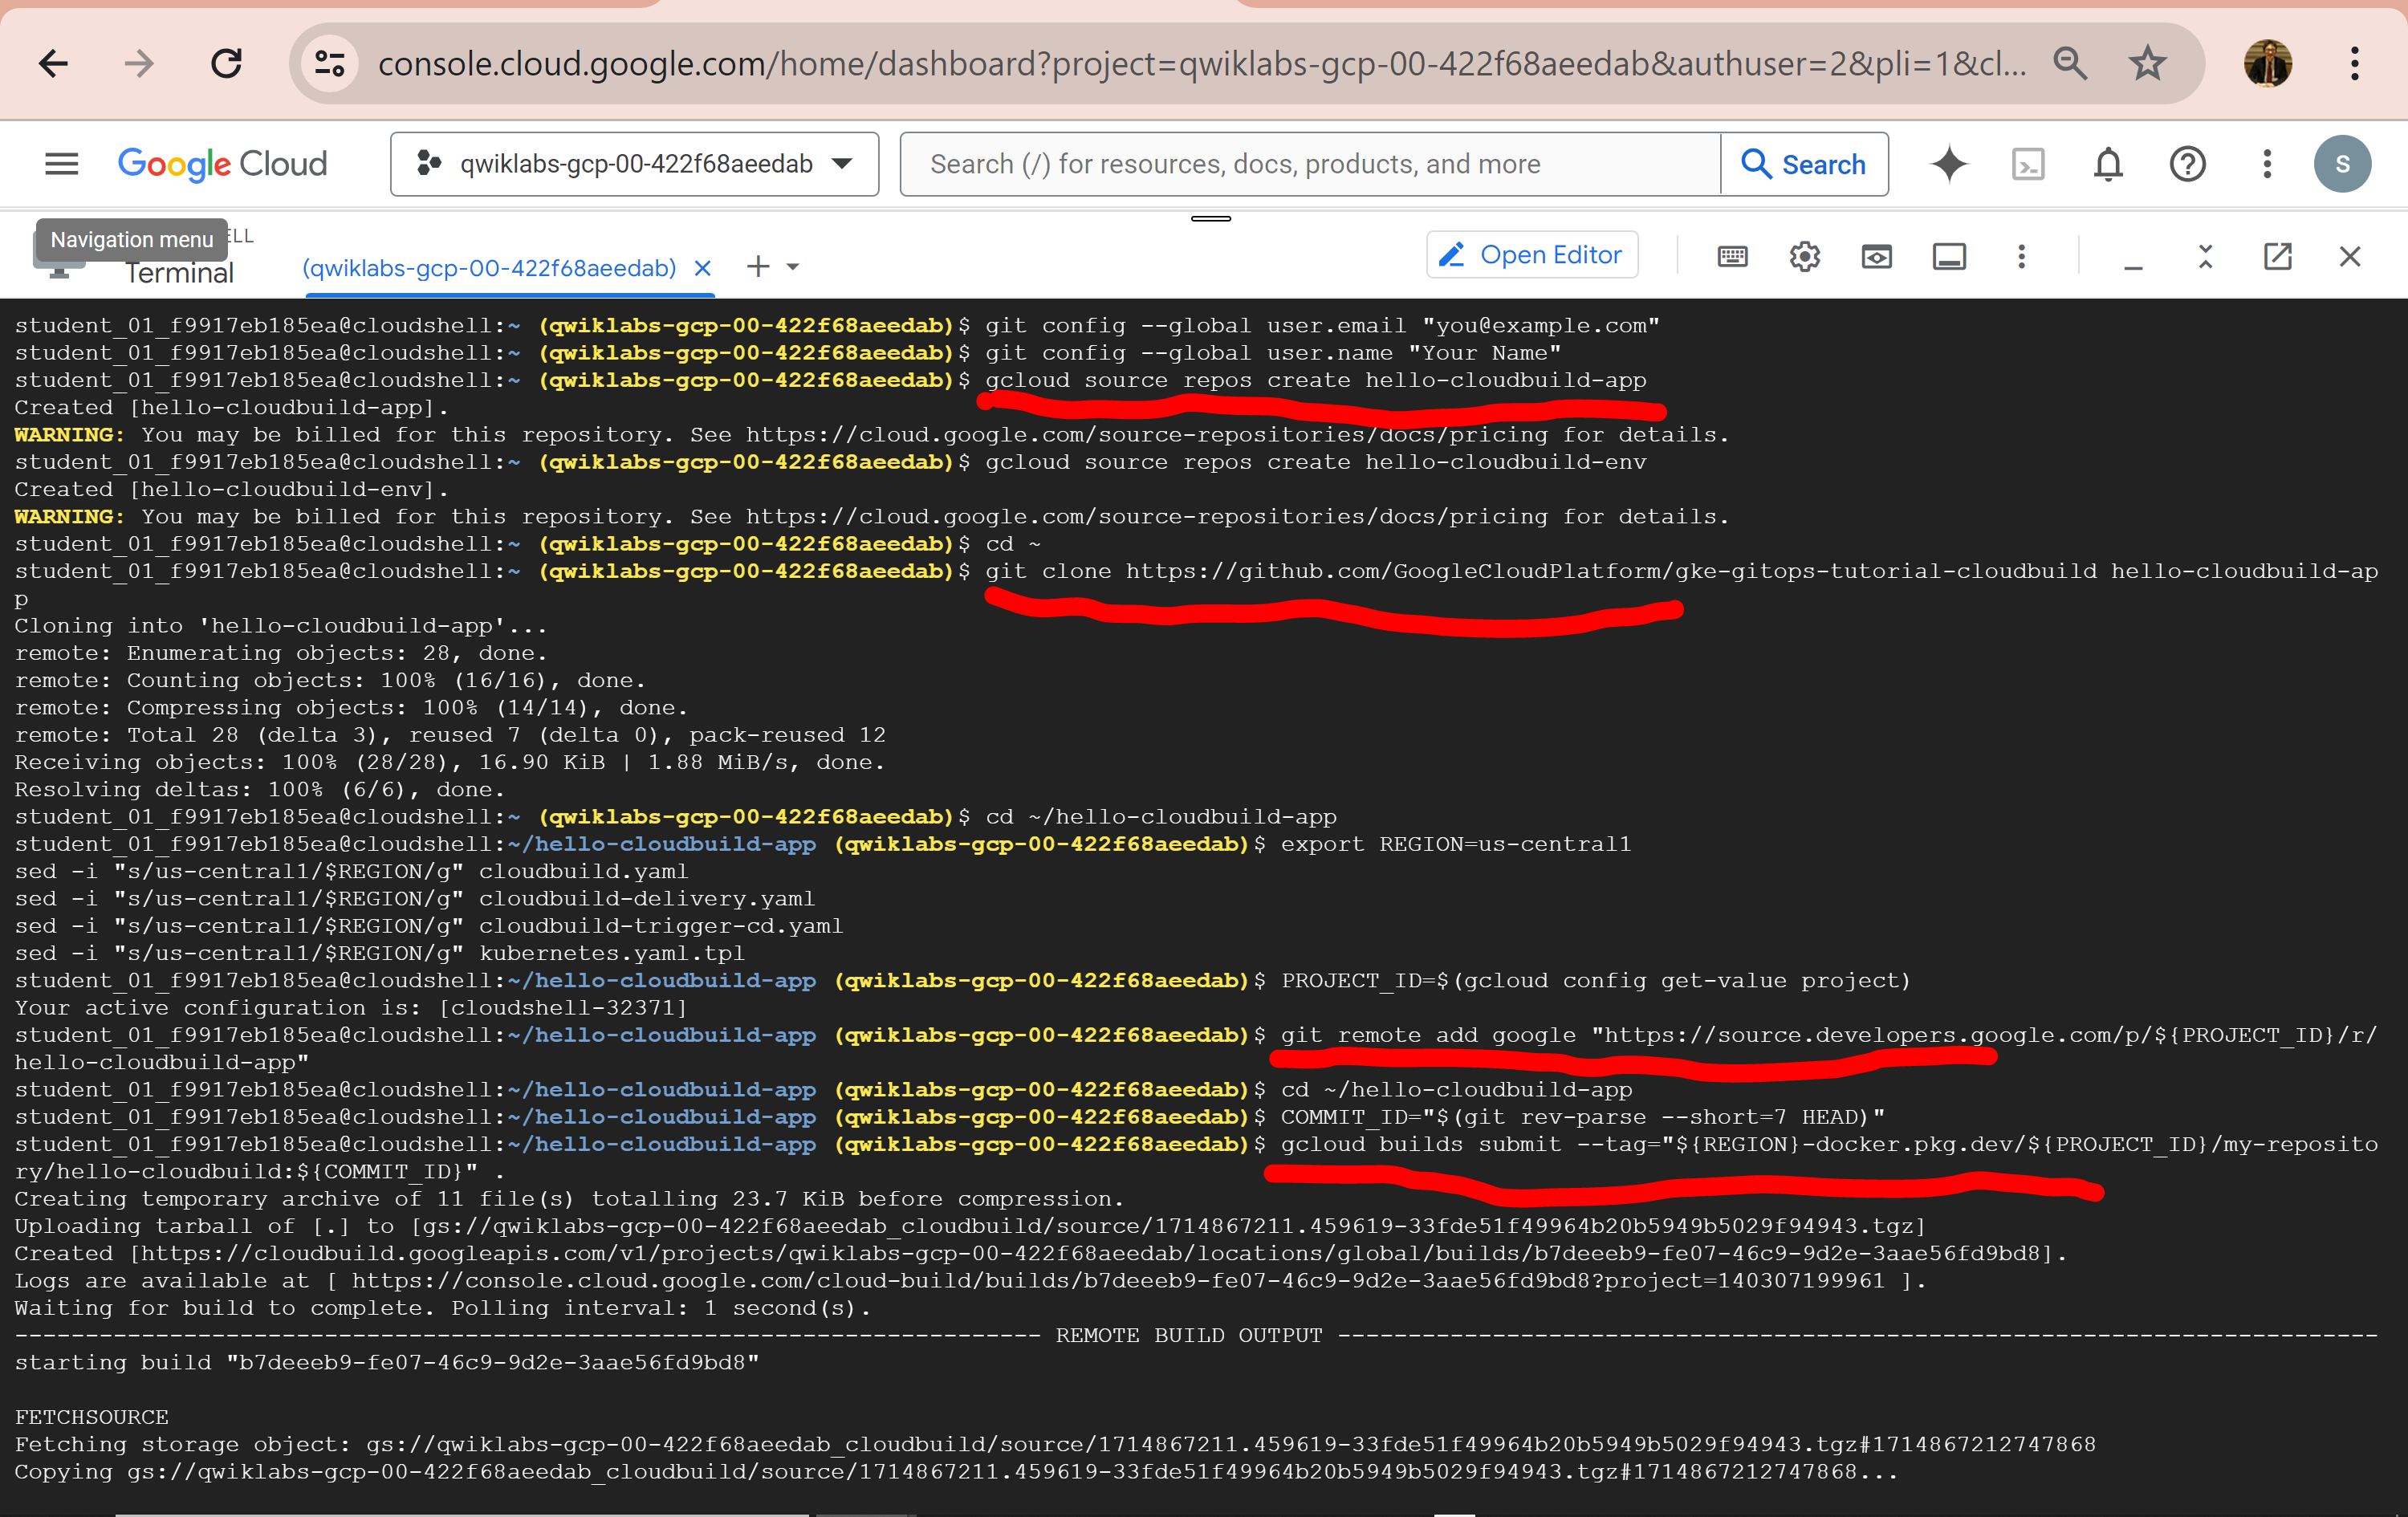 console.cloud.google.com/home/dashboard?project=qwiklabs-gcp-00-422f68aeedab&authuser=2&pli=1&cl...
Google Cloud
qwiklabs-gcp-00-422f68aeedab
Search (/) for resources, docs, products, and more
Search
S
Navigation menu
ELL
Terminal
(qwiklabs-gcp-00-422f68aeedab)
Open Editor
student_01_f9917eb185ea@cloudshell:~ (qwiklabs-gcp-00-422f68aeedab)$ git config --global user.email "you@example.com"
student_01_f9917eb185ea@cloudshell:~ (qwiklabs-gcp-00-422f68aeedab)$ git config --global user.name "Your Name"
student_01_f9917eb185ea@cloudshell:~ (qwiklabs-gcp-00-422f68aeedab)$ gcloud source repos create hello-cloudbuild-app
Created [hello-cloudbuild-app].
WARNING: You may be billed for this repository. See https://cloud.google.com/source-repositories/docs/pricing for details.
student_01_f9917eb185ea@cloudshell:~ (qwiklabs-gcp-00-422f68aeedab)$ gcloud source repos create hello-cloudbuild-env
Created [hello-cloudbuild-env].
WARNING: You may be billed for this repository. See https://cloud.google.com/source-repositories/docs/pricing for details.
student_01_f9917eb185ea@cloudshell:~ (qwiklabs-gcp-00-422f68aeedab)$ cd ~
student_01_f9917eb185ea@cloudshell:~ (qwiklabs-gcp-00-422f68aeedab)$ git clone https://github.com/GoogleCloudPlatform/gke-gitops-tutorial-cloudbuild hello-cloudbuild-ap
p
Cloning into 'hello-cloudbuild-app'...
remote: Enumerating objects: 28, done.
remote: Counting objects: 100% (16/16), done.
remote: Compressing objects: 100% (14/14), done.
remote: Total 28 (delta 3), reused 7 (delta 0), pack-reused 12
Receiving objects: 100% (28/28), 16.90 KiB | 1.88 MiB/s, done.
Resolving deltas: 100% (6/6), done.
student_01_f9917eb185ea@cloudshell:~ (qwiklabs-gcp-00-422f68aeedab)$ cd ~/hello-cloudbuild-app
student_01_f9917eb185ea@cloudshell:~/hello-cloudbuild-app (qwiklabs-gcp-00-422f68aeedab)$ export REGION=us-central1
sed -i "s/us-central1/$REGION/g" cloudbuild.yaml
sed -i "s/us-central1/$REGION/g" cloudbuild-delivery.yaml
sed -i "s/us-central1/$REGION/g" cloudbuild-trigger-cd.yaml
sed -i "s/us-central1/$REGION/g" kubernetes.yaml.tpl
student_01_f9917eb185ea@cloudshell:~/hello-cloudbuild-app (qwiklabs-gcp-00-422f68aeedab)$ PROJECT_ID=$(gcloud config get-value project)
Your active configuration is: [cloudshell-32371]
student_01_f9917eb185ea@cloudshell:~/hello-cloudbuild-app (qwiklabs-gcp-00-422f68aeedab)$ git remote add google "https://source.developers.google.com/p/${PROJECT_ID}/r/
hello-cloudbuild-app"
student_01_f9917eb185ea@cloudshell:~/hello-cloudbuild-app (qwiklabs-gcp-00-422f68aeedab)$ cd ~/hello-cloudbuild-app
student_01_f9917eb185ea@cloudshell:~/hello-cloudbuild-app (qwiklabs-gcp-00-422f68aeedab)$ COMMIT_ID="$(git rev-parse --short=7 HEAD)"
student_01_f9917eb185ea@cloudshell:~/hello-cloudbuild-app (qwiklabs-gcp-00-422f68aeedab)$ gcloud builds submit --tag="${REGION}-docker.pkg.dev/${PROJECT_ID}/my-reposito
ry/hello-cloudbuild:${COMMIT_ID}" .
Creating temporary archive of 11 file(s) totalling 23.7 KiB before compression.
Uploading tarball of [.] to [gs://qwiklabs-gcp-00-422f68aeedab_cloudbuild/source/1714867211.459619-33fde51f49964b20b5949b5029f94943.tgz]
Created [https://cloudbuild.googleapis.com/v1/projects/qwiklabs-gcp-00-422f68aeedab/locations/global/builds/b7deeeb9-fe07-46c9-9d2e-3aae56fd9bd8].
Logs are available at [ https://console.cloud.google.com/cloud-build/builds/b7deeeb9-fe07-46c9-9d2e-3aae56fd9bd8?project=140307199961 ].
Waiting for build to complete. Polling interval: 1 second(s).
------------------------------------------------------------------------- REMOTE BUILD OUTPUT --------------------------------------------------------------------------
starting build "b7deeeb9-fe07-46c9-9d2e-3aae56fd9bd8"
FETCHSOURCE
Fetching storage object: gs://qwiklabs-gcp-00-422f68aeedab_cloudbuild/source/1714867211.459619-33fde51f49964b20b5949b5029f94943.tgz#1714867212747868
Copying gs://qwiklabs-gcp-00-422f68aeedab_cloudbuild/source/1714867211.459619-33fde51f49964b20b5949b5029f94943.tgz#1714867212747868...